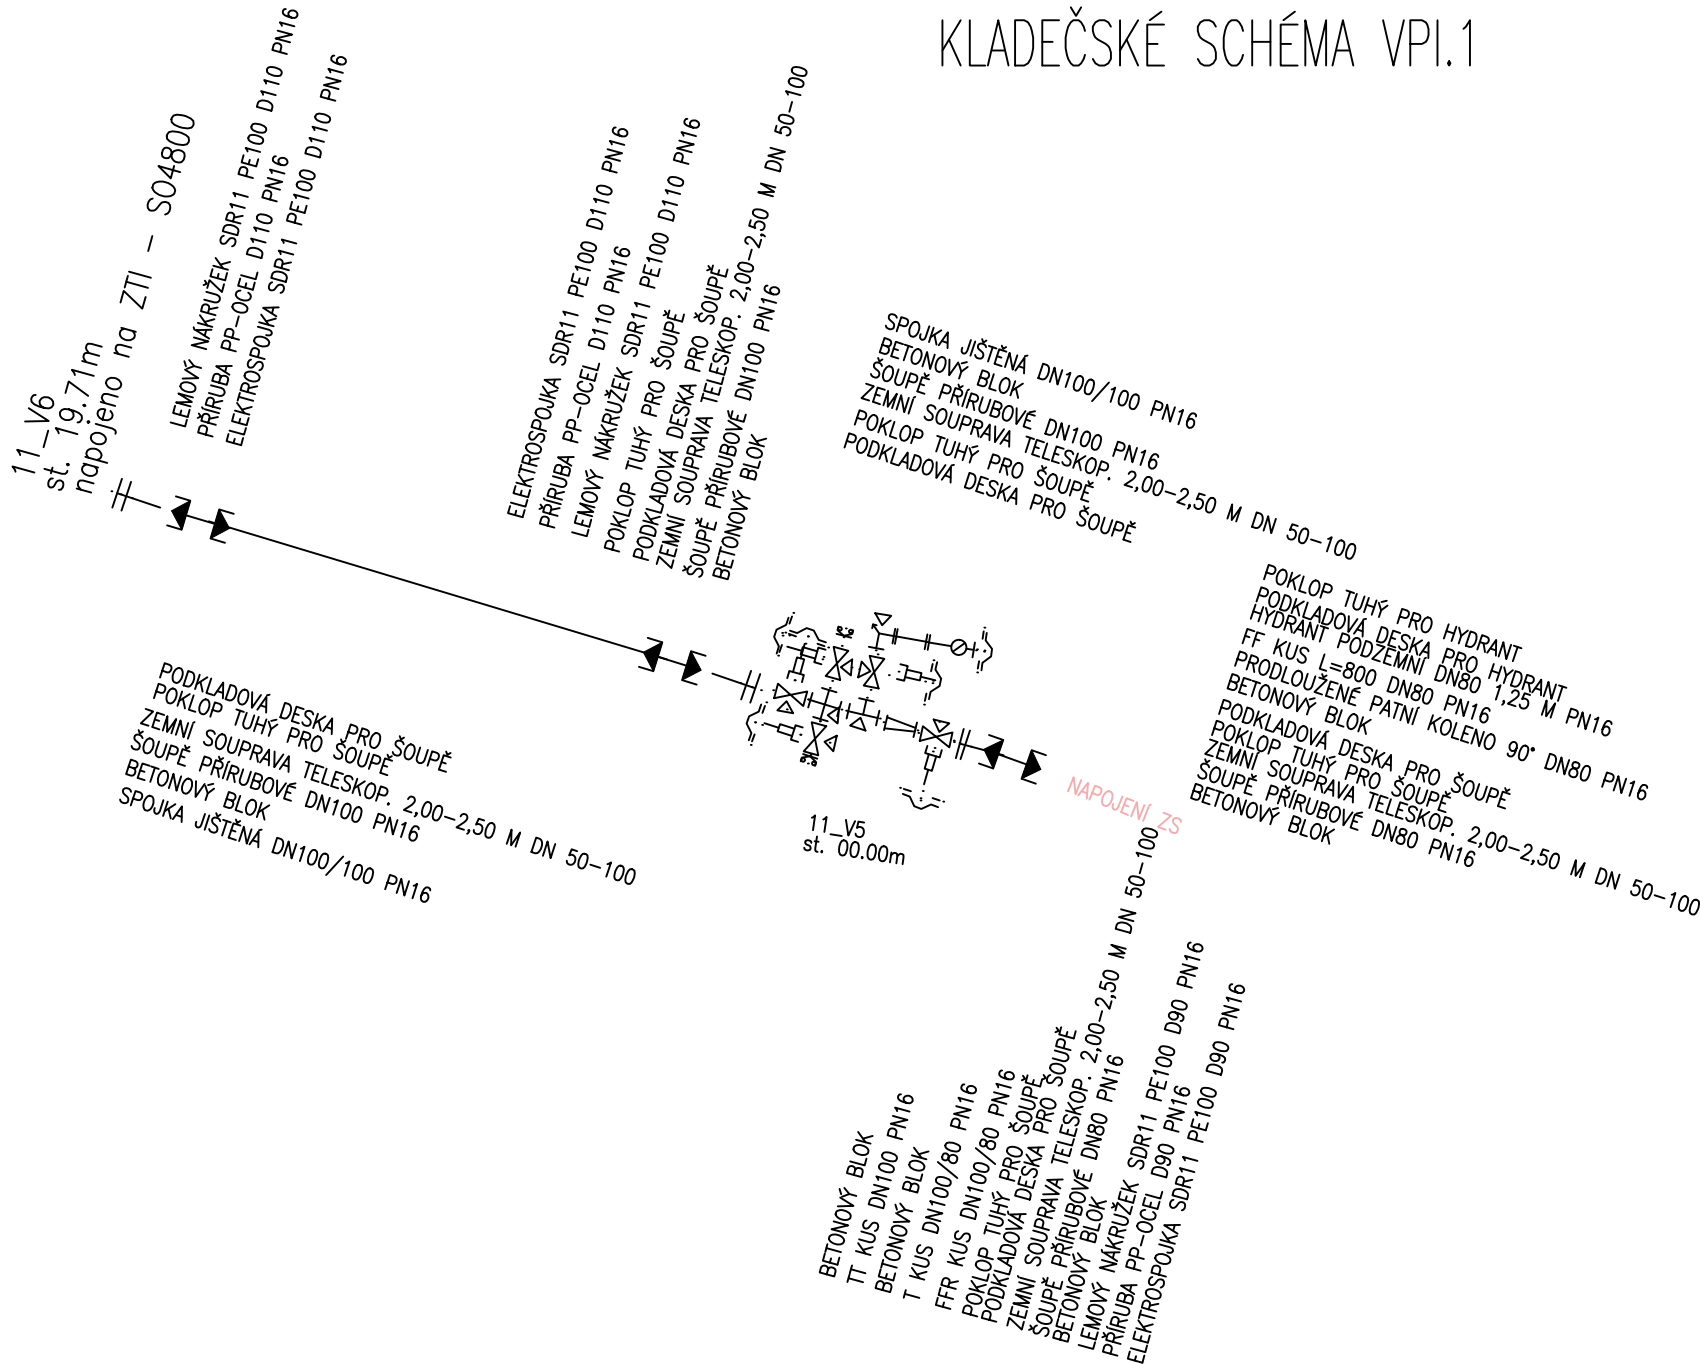 KLADEČSKÉ SCHÉMA VPI.1
11_V6
st. 19.71m
napojeno na ZTI – SO4800
LEMOVÝ NÁKRUŽEK SDR11 PE100 D110 PN16
PŘÍRUBA PP–OCEL D110 PN16
ELEKTROSPOJKA SDR11 PE100 D110 PN16
ELEKTROSPOJKA SDR11 PE100 D110 PN16
PŘÍRUBA PP–OCEL D110 PN16
LEMOVÝ NÁKRUŽEK SDR11 PE100 D110 PN16
POKLOP TUHÝ PRO ŠOUPĚ
PODKLADOVÁ DESKA PRO ŠOUPĚ
ZEMNÍ SOUPRAVA TELESKOP. 2,00–2,50 M DN 50–100
ŠOUPĚ PŘÍRUBOVÉ DN100 PN16
BETONOVÝ BLOK
SPOJKA JIŠTĚNÁ DN100/100 PN16
BETONOVÝ BLOK
ŠOUPĚ PŘÍRUBOVÉ DN100 PN16
ZEMNÍ SOUPRAVA TELESKOP. 2,00–2,50 M DN 50–100
POKLOP TUHÝ PRO ŠOUPĚ
PODKLADOVÁ DESKA PRO ŠOUPĚ
POKLOP TUHÝ PRO HYDRANT
PODKLADOVÁ DESKA PRO HYDRANT
HYDRANT PODZEMNÍ DN80 1,25 M PN16
FF KUS L=800 DN80 PN16
PRODLOUŽENÉ PATNÍ KOLENO 90° DN80 PN16
BETONOVÝ BLOK
PODKLADOVÁ DESKA PRO ŠOUPĚ
POKLOP TUHÝ PRO ŠOUPĚ
ZEMNÍ SOUPRAVA TELESKOP. 2,00–2,50 M DN 50–100
ŠOUPĚ PŘÍRUBOVÉ DN80 PN16
BETONOVÝ BLOK
PODKLADOVÁ DESKA PRO ŠOUPĚ
POKLOP TUHÝ PRO ŠOUPĚ
ZEMNÍ SOUPRAVA TELESKOP. 2,00–2,50 M DN 50–100
ŠOUPĚ PŘÍRUBOVÉ DN100 PN16
BETONOVÝ BLOK
SPOJKA JIŠTĚNÁ DN100/100 PN16
NAPOJENÍ ZS
11_V5
st. 00.00m
BETONOVÝ BLOK
TT KUS DN100 PN16
BETONOVÝ BLOK
T KUS DN100/80 PN16
FFR KUS DN100/80 PN16
POKLOP TUHÝ PRO ŠOUPĚ
PODKLADOVÁ DESKA PRO ŠOUPĚ
ZEMNÍ SOUPRAVA TELESKOP. 2,00–2,50 M DN 50–100
ŠOUPĚ PŘÍRUBOVÉ DN80 PN16
BETONOVÝ BLOK
LEMOVÝ NÁKRUŽEK SDR11 PE100 D90 PN16
PŘÍRUBA PP–OCEL D90 PN16
ELEKTROSPOJKA SDR11 PE100 D90 PN16